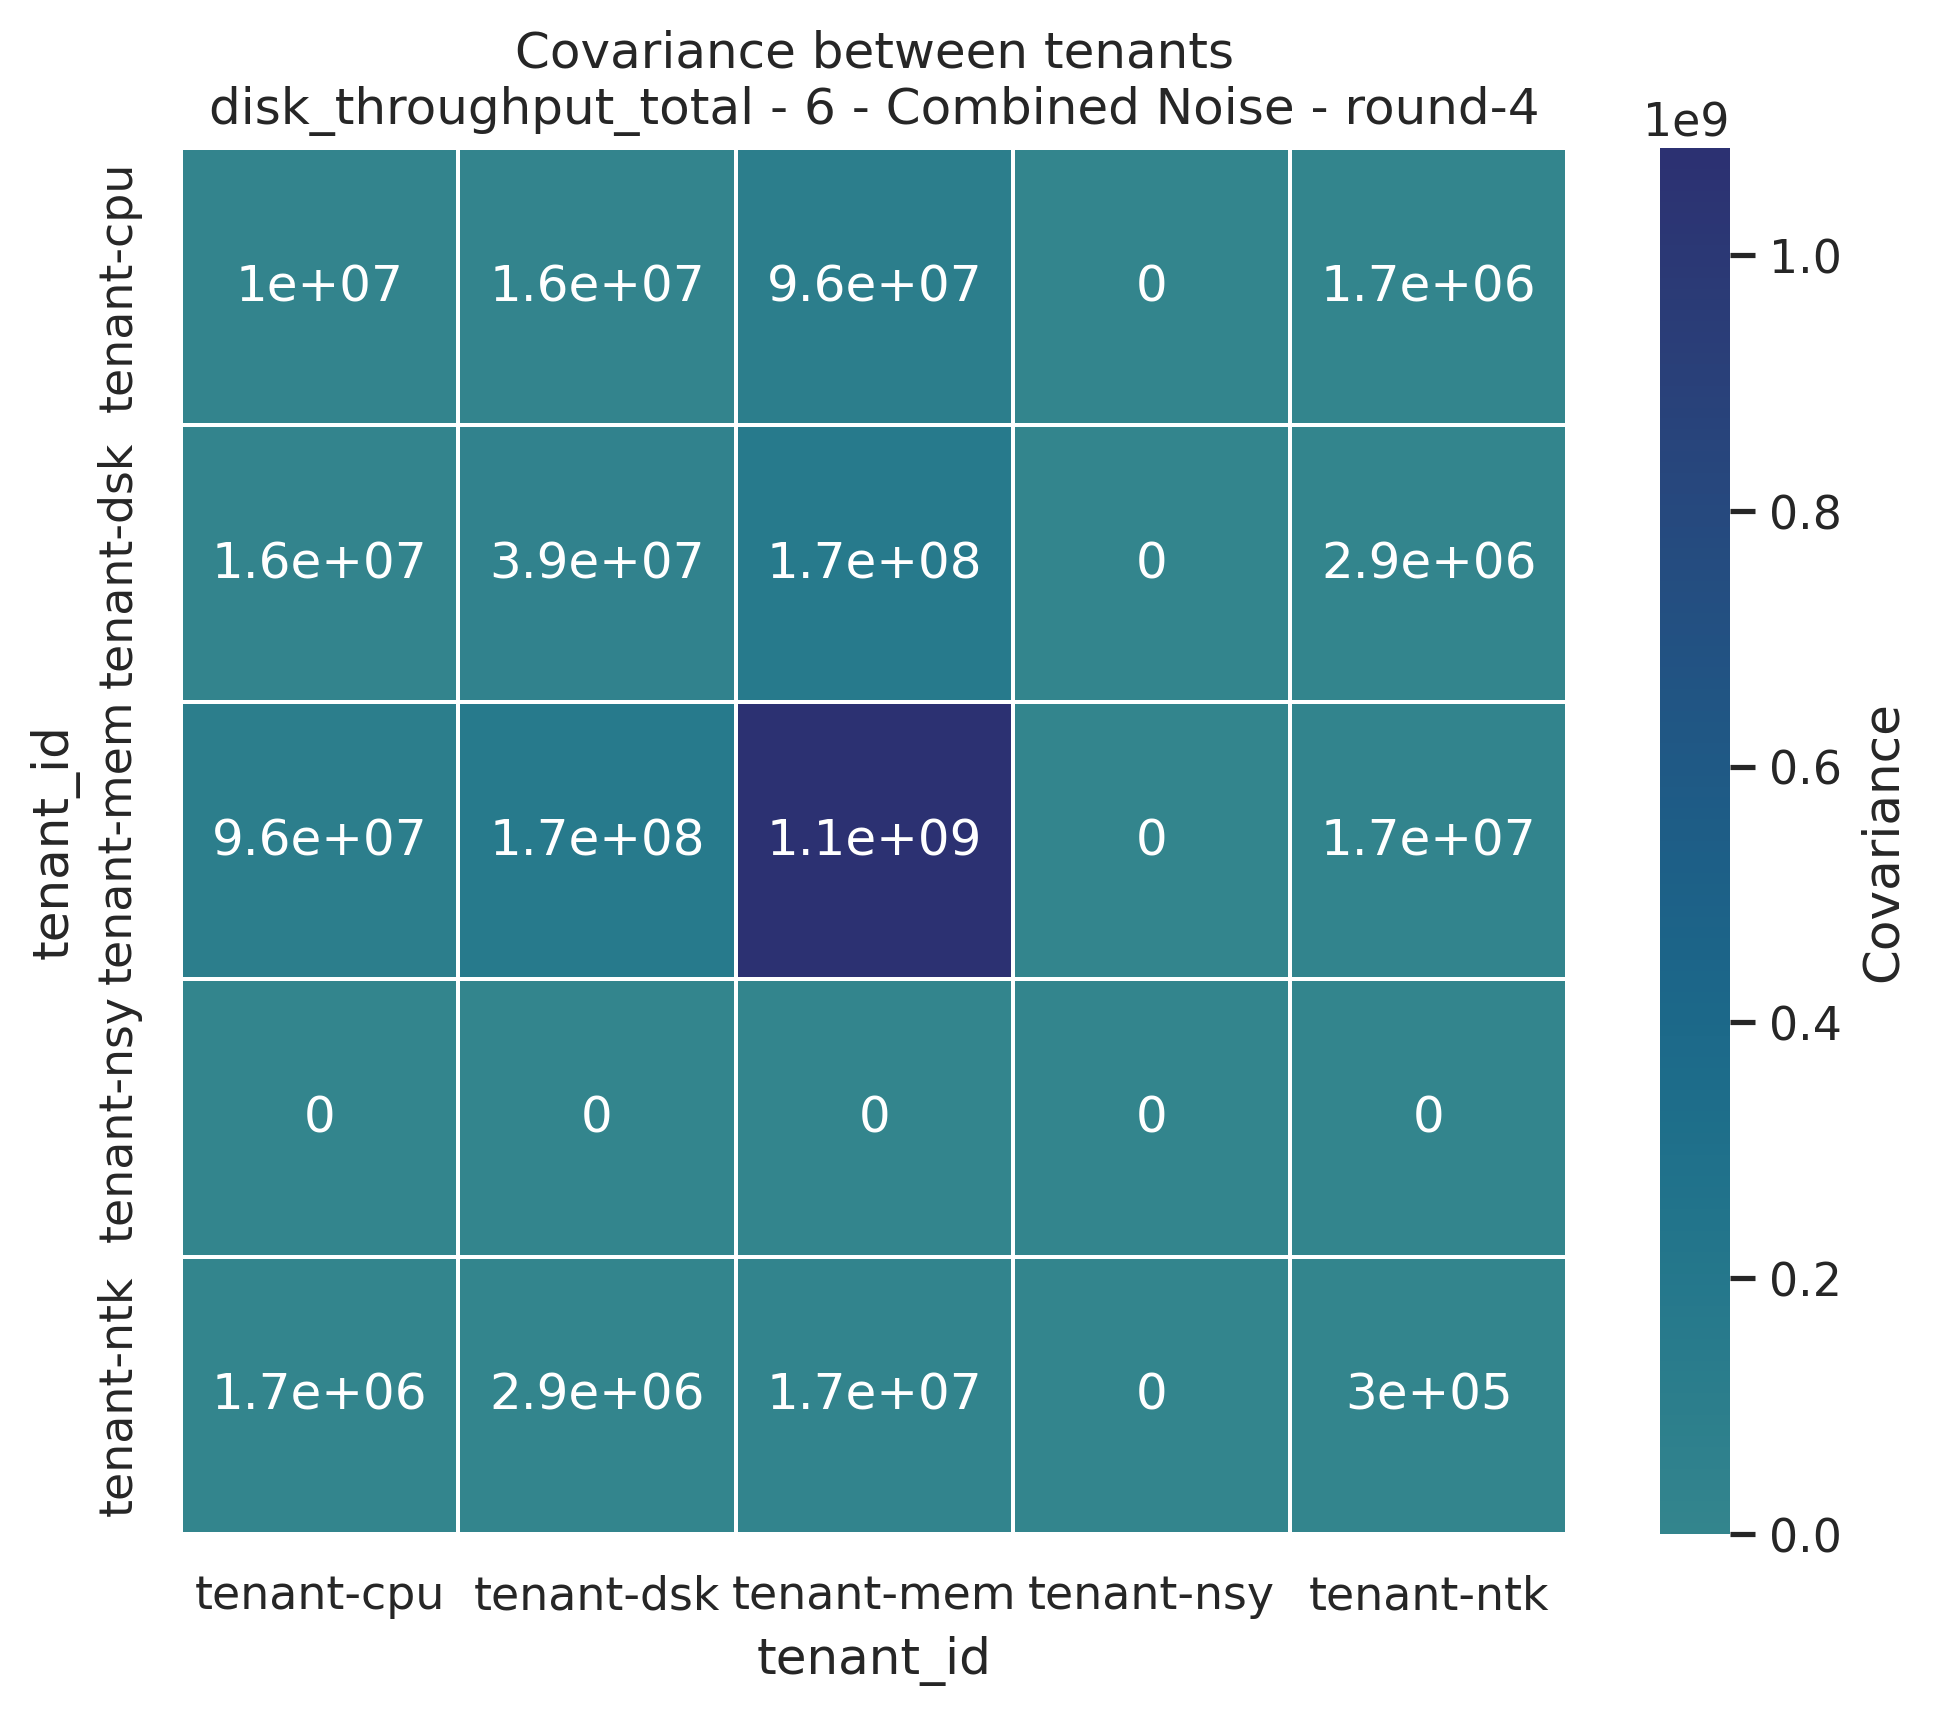 Covariance between tenants
disk_throughput_total - 6 - Combined Noise - round-4
1e9
tenant-cpu
1e+07 1.6e+07 9.6e+07 0 1.7e+06
tenant-dsk
1.6e+07 3.9e+07 1.7e+08 0 2.9e+06
tenant-mem
9.6e+07 1.7e+08 1.1e+09 0 1.7e+07
tenant-nsy
0 0 0 0 0
tenant-ntk
1.7e+06 2.9e+06 1.7e+07 0 3e+05
tenant_id
tenant-cpu tenant-dsk tenant-mem tenant-nsy tenant-ntk
tenant_id
1.0
0.8
0.6
0.4
0.2
0.0
Covariance